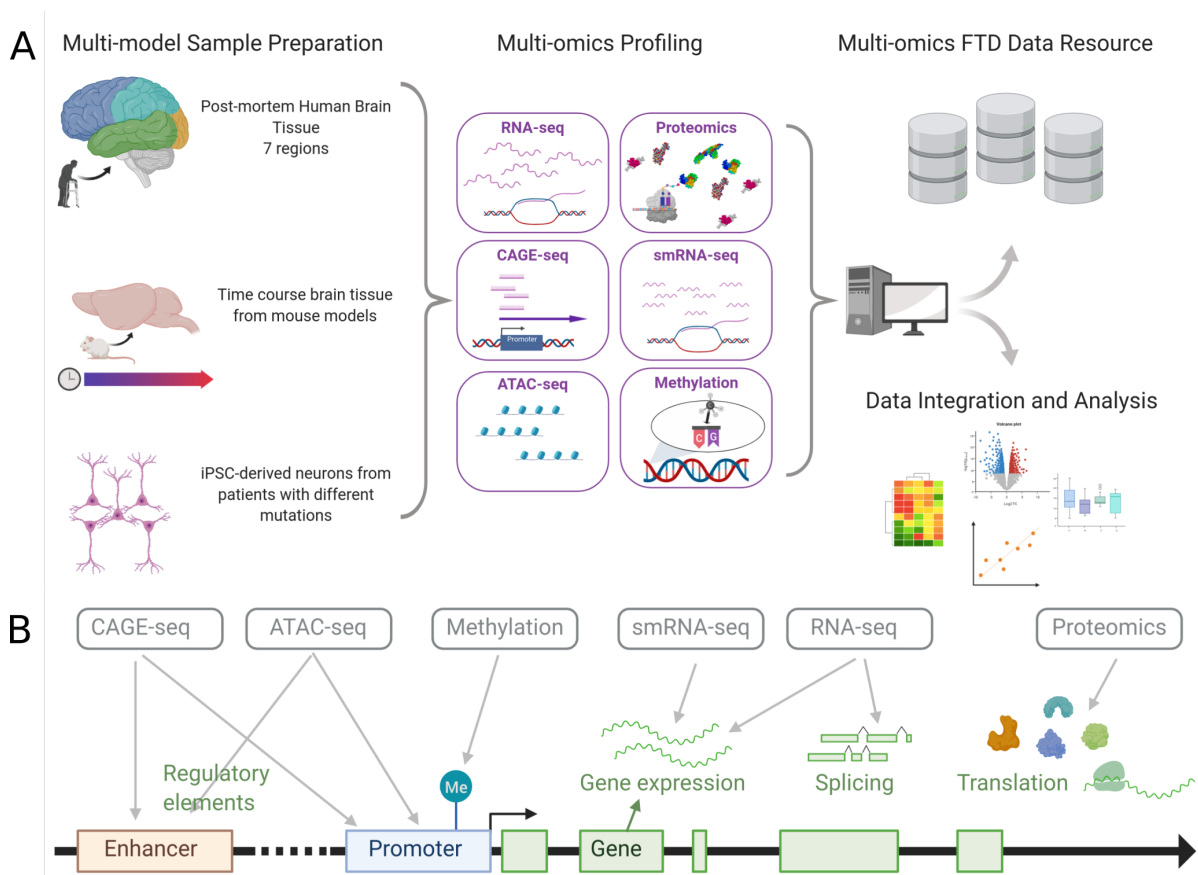 A
Multi-model Sample Preparation
Multi-omics Profiling
Multi-omics FTD Data Resource
Post-mortem Human Brain
Tissue
7 regions
Time course brain tissue
from mouse models
iPSC-derived neurons from
patients with different
mutations
RNA-seq
Proteomics
CAGE-seq
Promoter
smRNA-seq
ATAC-seq
Methylation
C
C G
Data Integration and Analysis
Volcano plot
Log2 FC
B
CAGE-seq
ATAC-seq
Methylation
smRNA-seq
RNA-seq
Proteomics
Regulatory
elements
Me
Gene expression
Splicing
Translation
Enhancer
Promoter
Gene